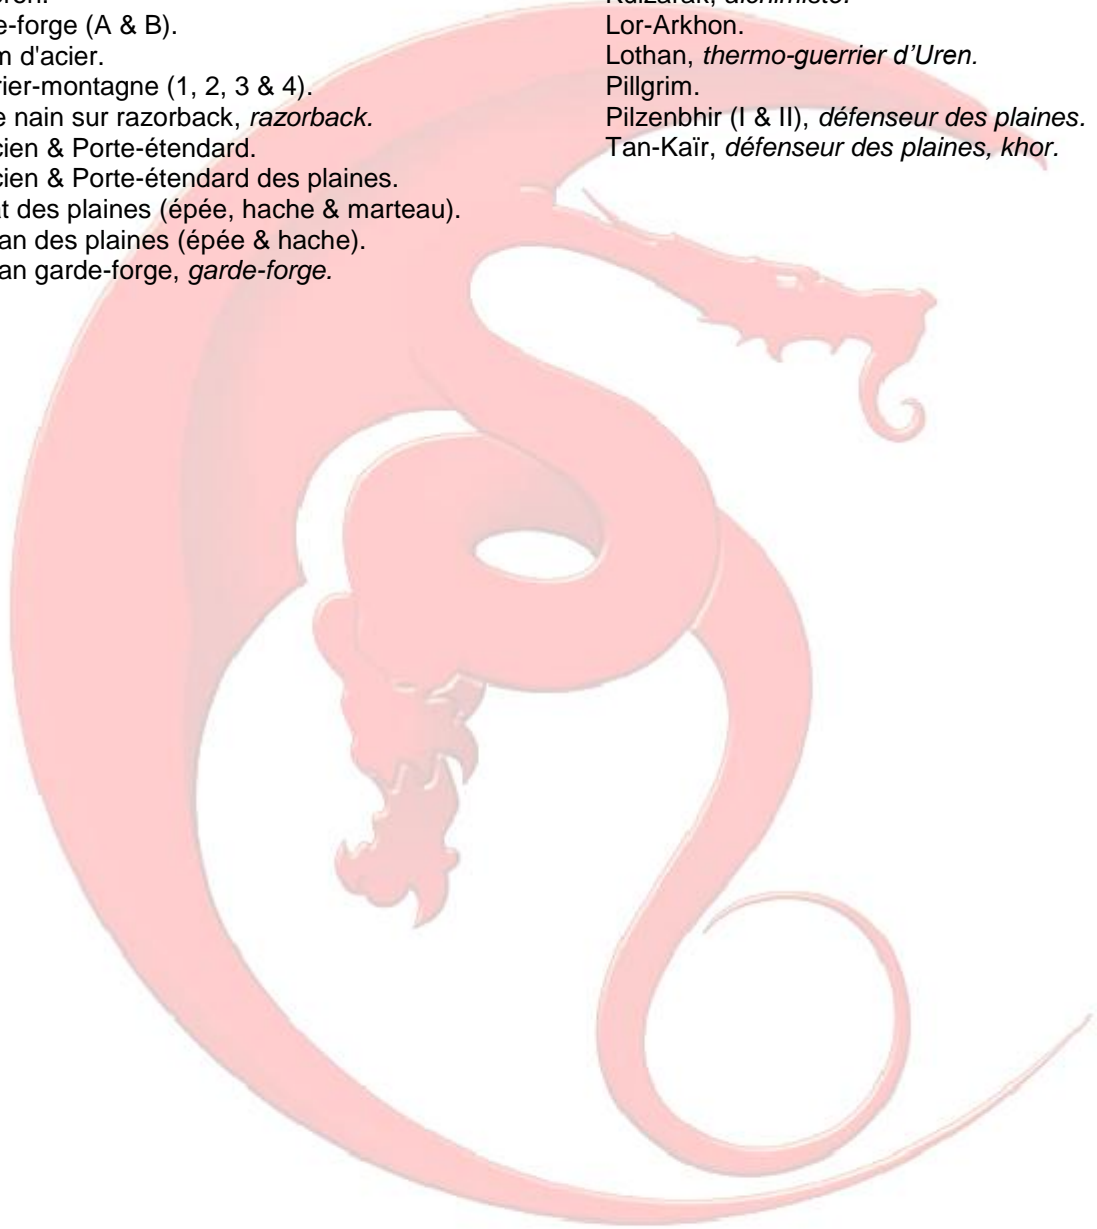 e-forge (A & B).
m d'acier.
rier-montagne (1, 2, 3 & 4).
e nain sur razorback, razorback.
cien & Porte-étendard.
cien & Porte-étendard des plaines.
at des plaines (épée, hache & marteau).
an des plaines (épée & hache).
an garde-forge, garde-forge.
alchimiste.
Lor-Arkhon.
Lothan, thermo-guerrier d’Uren.
Pillgrim.
Pilzenbhir (I & II), défenseur des plaines.
Tan-Kaïr, défenseur des plaines, khor.